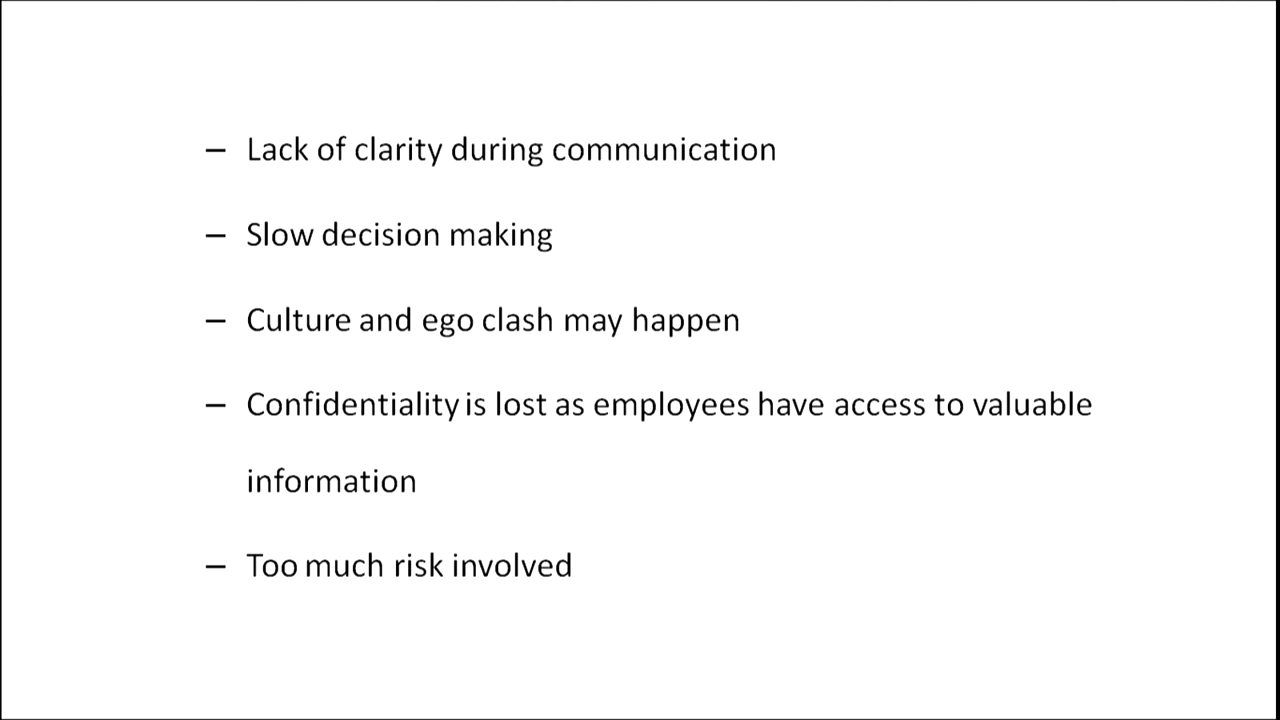 – Lack of clarity during communication
– Slow decision making
– Culture and ego clash may happen
– Confidentiality is lost as employees have access to valuable
information
– Too much risk involved